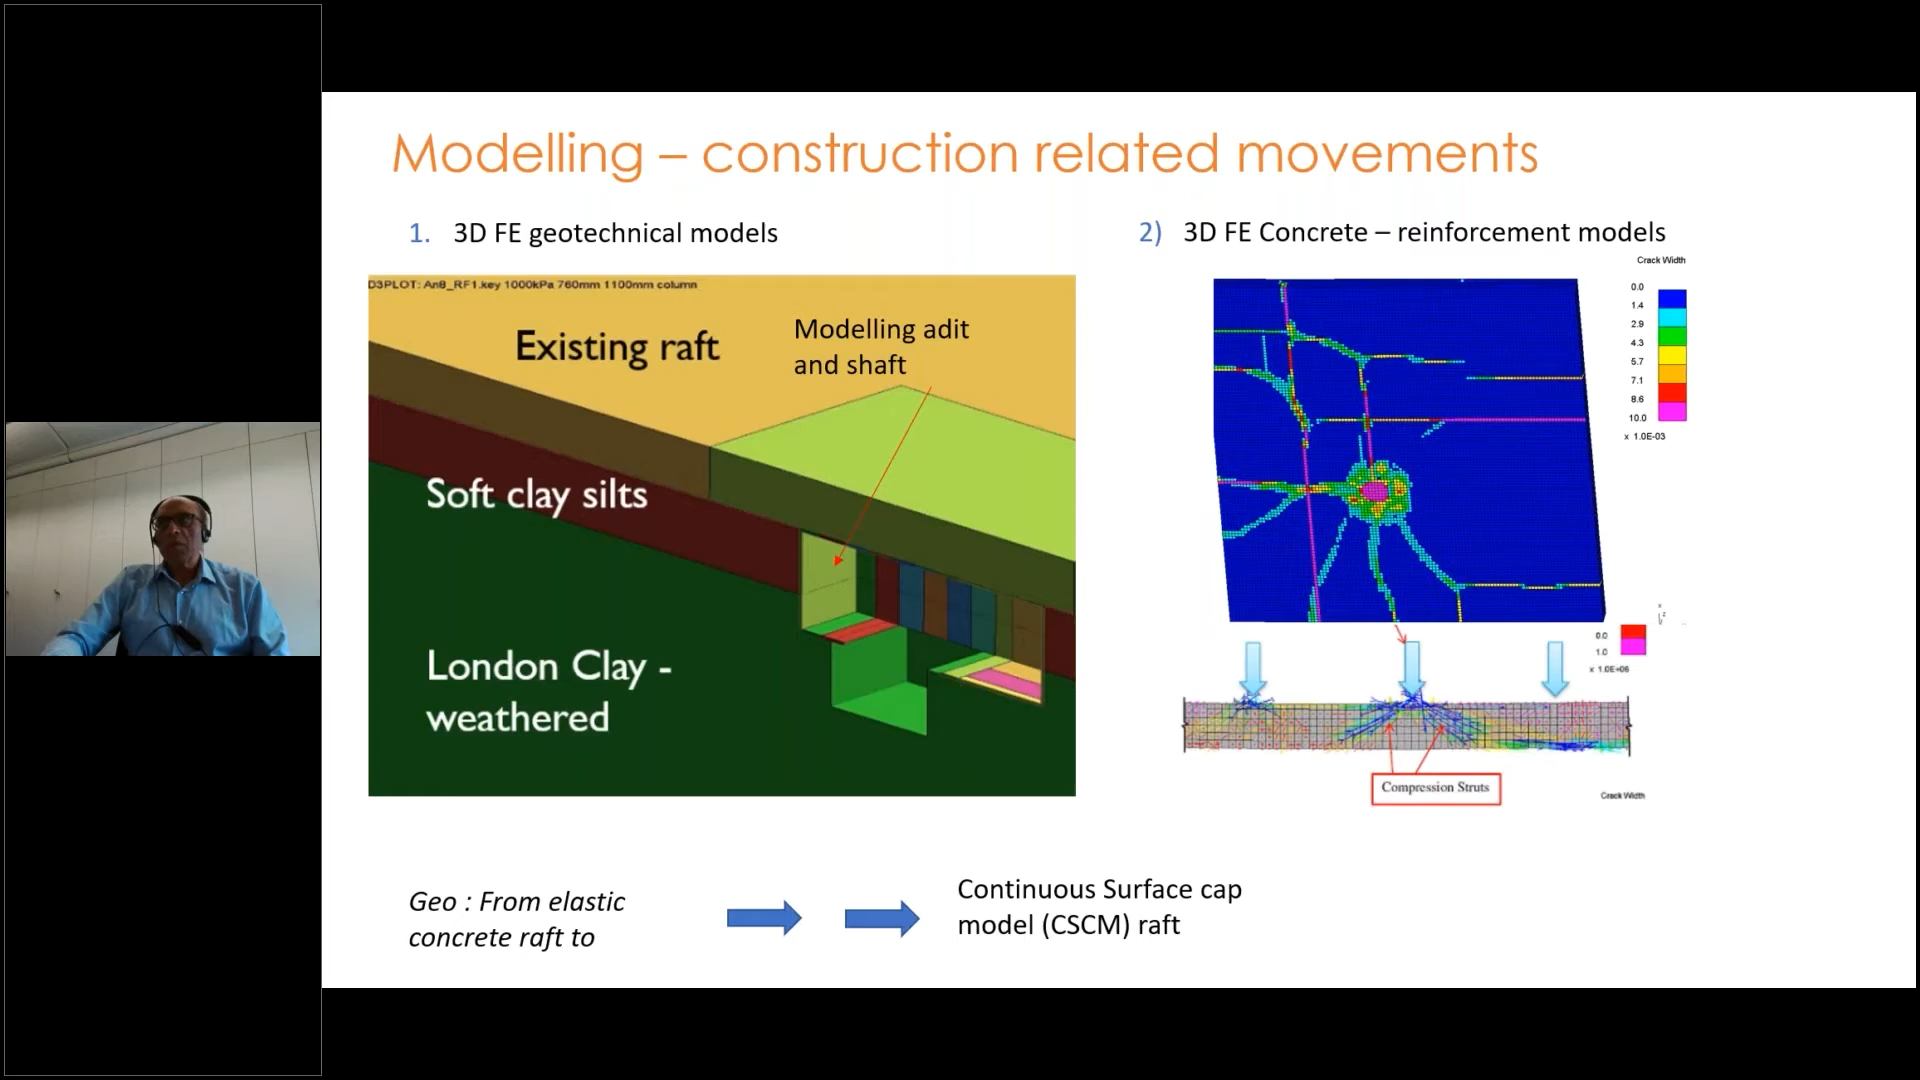 Modelling – construction related movements
1. 3D FE geotechnical models
2) 3D FE Concrete – reinforcement models
D3PLOT: An8_RF1.key 1000kPa 760mm 1100mm column
Existing raft
Modelling adit
and shaft
Soft clay silts
London Clay -
weathered
Crack Width
0.0
1.4
2.9
4.3
5.7
7.1
8.6
10.0
x 1.0E-03
0.0
1.0
x 1.0E+06
Compression Struts
Crack Width
Geo : From elastic
concrete raft to
Continuous Surface cap
model (CSCM) raft